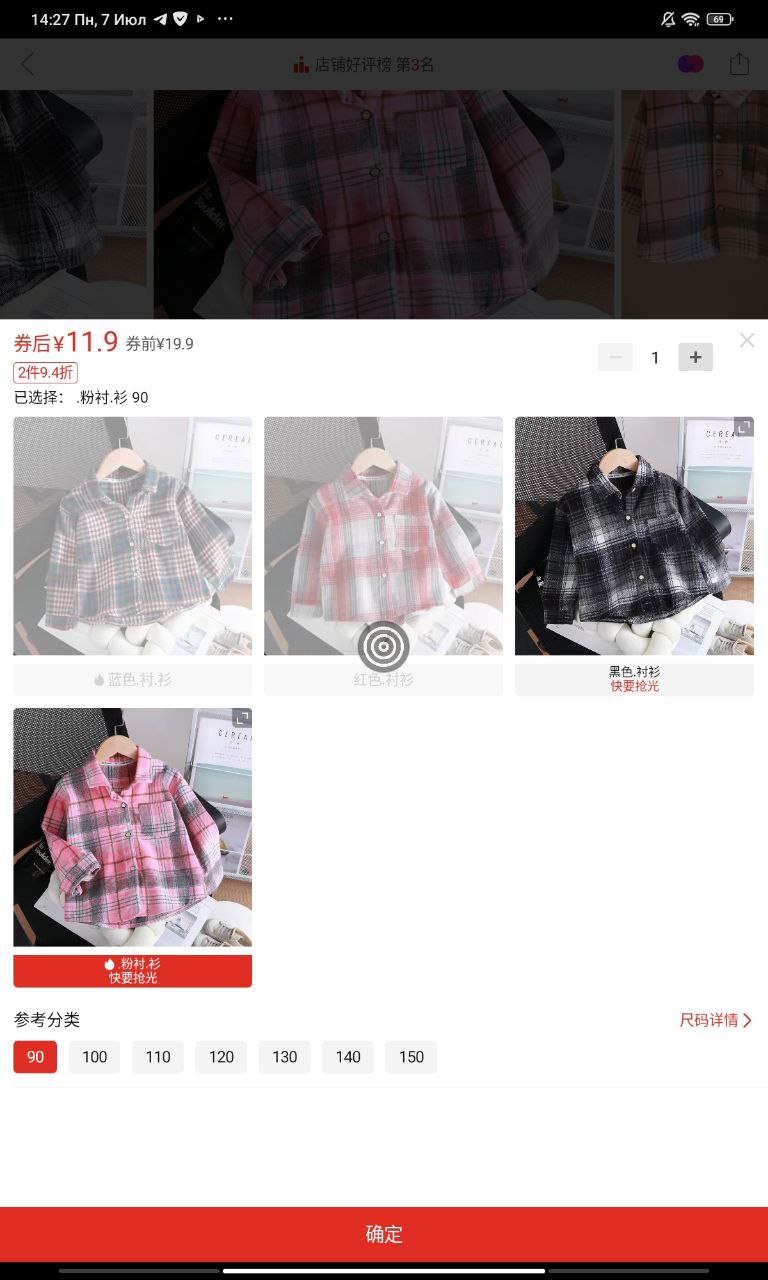 14:27 Пн, 7 Июл
69
店铺好评榜 第3名
券后¥11.9 券前¥19.9
2件9.4折
已选择： .粉衬.衫 90
1
蓝色.衬.衫
红色.衬衫
黑色.衬衫
快要抢光
.粉衬.衫
快要抢光
参考分类
尺码详情
90
100
110
120
130
140
150
确定